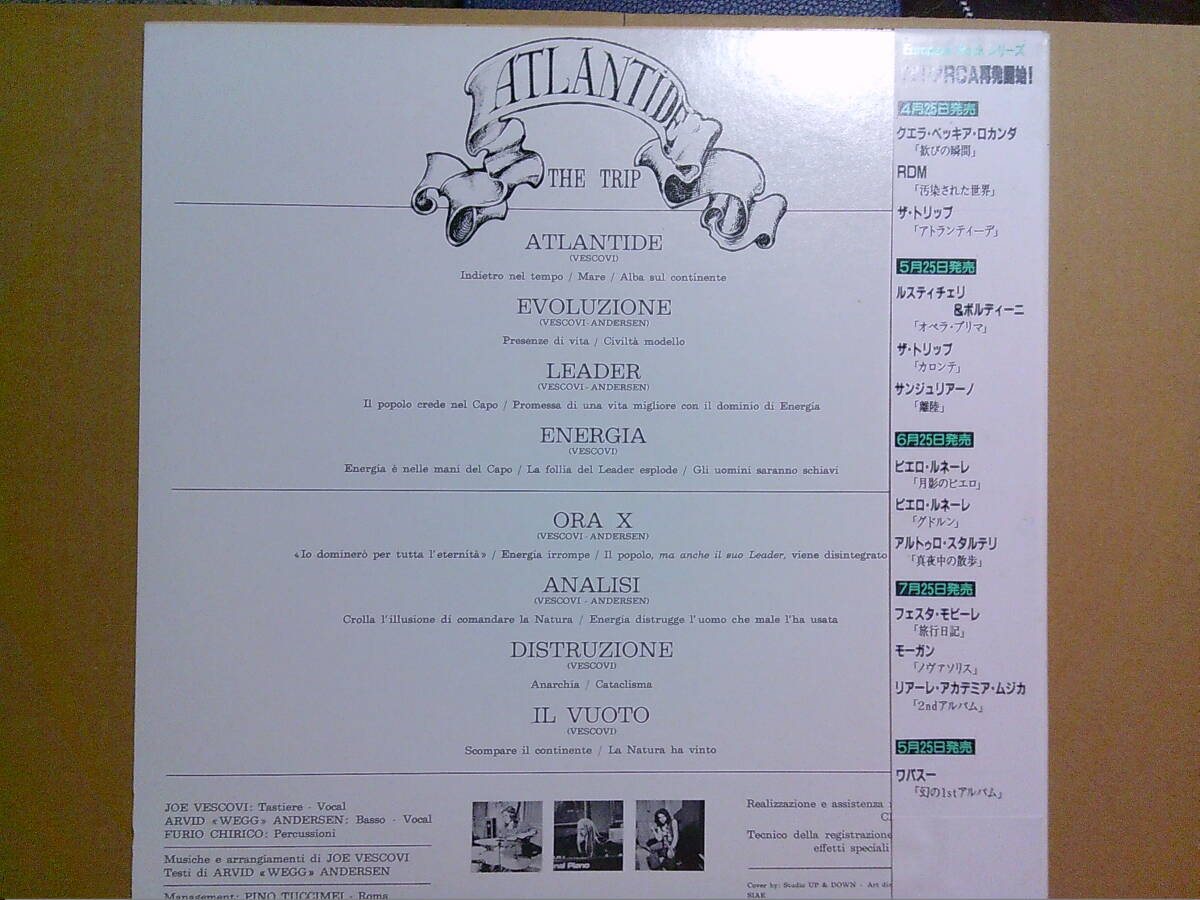 ATLANTIDE
THE TRIP
ATLANTIDE
(VESCOVI)
Indietro nel tempo / Mare / Alba sul continente
EVOLUZIONE
(VESCOVI - ANDERSEN)
Presenze di vita / Civiltà modello
LEADER
(VESCOVI - ANDERSEN)
Il popolo crede nel Capo / Promessa di una vita migliore con il dominio di Energia
ENERGIA
(VESCOVI)
Energia è nelle mani del Capo / La follia del Leader esplode / Gli uomini saranno schiavi
ORA X
(VESCOVI - ANDERSEN)
«Io dominerò per tutta l'eternità» / Energia irrompe / Il popolo, ma anche il suo Leader, viene disintegrato
ANALISI
(VESCOVI - ANDERSEN)
Crolla l'illusione di comandare la Natura / Energia distrugge l'uomo che male l'ha usata
DISTRUZIONE
(VESCOVI)
Anarchia / Cataclisma
IL VUOTO
(VESCOVI)
Scompare il continente / La Natura ha vinto
JOE VESCOVI: Tastiere - Vocal
ARVID «WEGG» ANDERSEN: Basso - Vocal
FURIO CHIRICO: Percussioni
Musiche e arrangiamenti di JOE VESCOVI
Testi di ARVID «WEGG» ANDERSEN
Management: PINO TUCCIMEI - Roma
Realizzazione e assistenza
Tecnico della registrazione
effetti speciali
Cover by: Studio UP & DOWN - Art
SIAE
シリーズ
RCA再発開始!
4月25日発売
クエラ・ベッキア・ロカンダ
「歓びの瞬間」
RDM
「汚染された世界」
ザ・トリップ
「アトランティーデ」
5月25日発売
ルスティチェリ
&ボルディーニ
「オペラ・プリマ」
ザ・トリップ
「カロンテ」
サンジュリアーノ
「離陸」
6月25日発売
ピエロ・ルネーレ
「月影のピエロ」
ピエロ・ルネーレ
「グドルン」
アルトゥロ・スタルテリ
「真夜中の散歩」
7月25日発売
フェスタ・モビーレ
「旅行日記」
モーガン
「ノヴァソリス」
リアーレ・アカデミア・ムジカ
「2ndアルバム」
5月25日発売
ワパスー
「幻の1stアルバム」